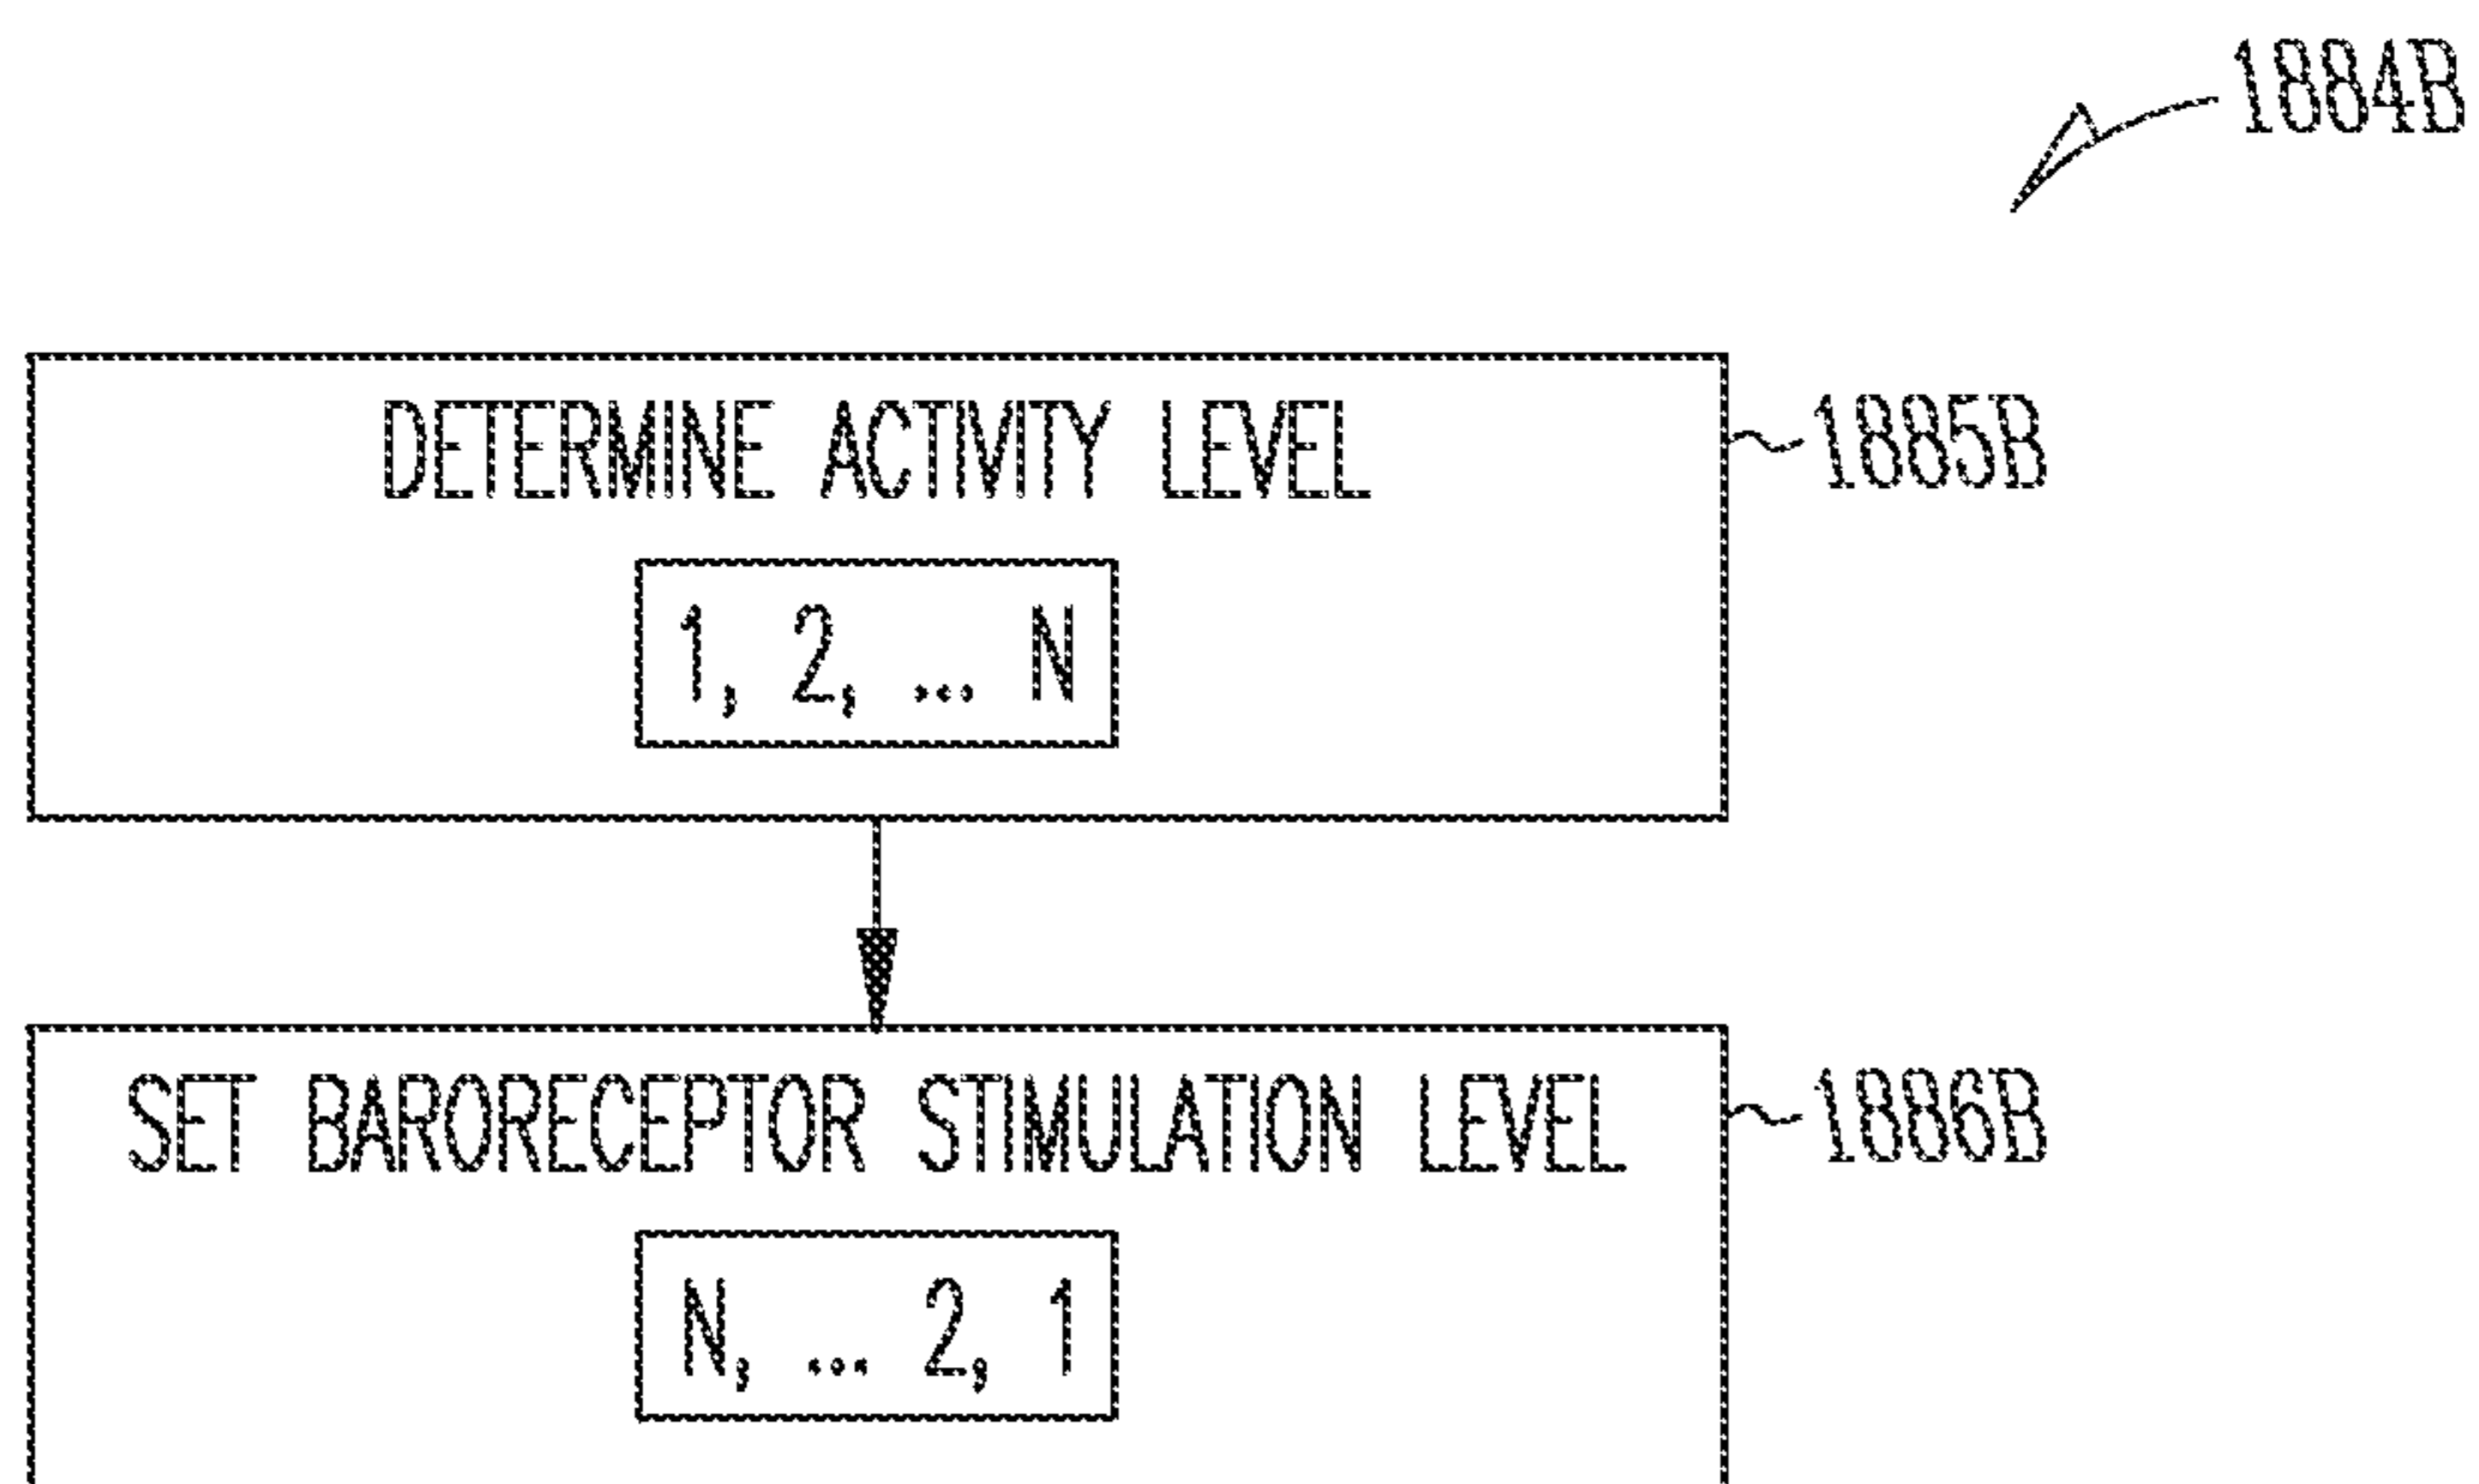 1884B
DETERMINE ACTIVITY LEVEL
1885B
1, 2, ... N
SET BARORECEPTOR STIMULATION LEVEL
1886B
N, ... 2, 1